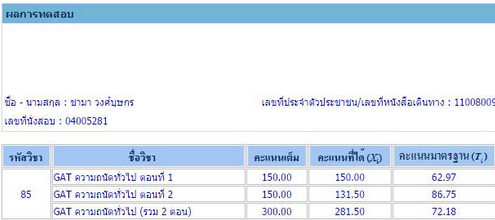 ผลการทดสอบ
ชื่อ - นามสกุล : ชามา วงศ์บุษกร เลขที่ประจำตัวประชาชน/เลขที่หนังสือเดินทาง : 11008009
เลขที่นั่งสอบ : 04005281
รหัสวิชา ชื่อวิชา คะแนนเต็ม คะแนนที่ได้ (Xi) คะแนนมาตรฐาน (Ti)
GAT ความถนัดทั่วไป ตอนที่ 1 150.00 150.00 62.97
85 GAT ความถนัดทั่วไป ตอนที่ 2 150.00 131.50 86.75
GAT ความถนัดทั่วไป (รวม 2 ตอน) 300.00 281.50 72.18